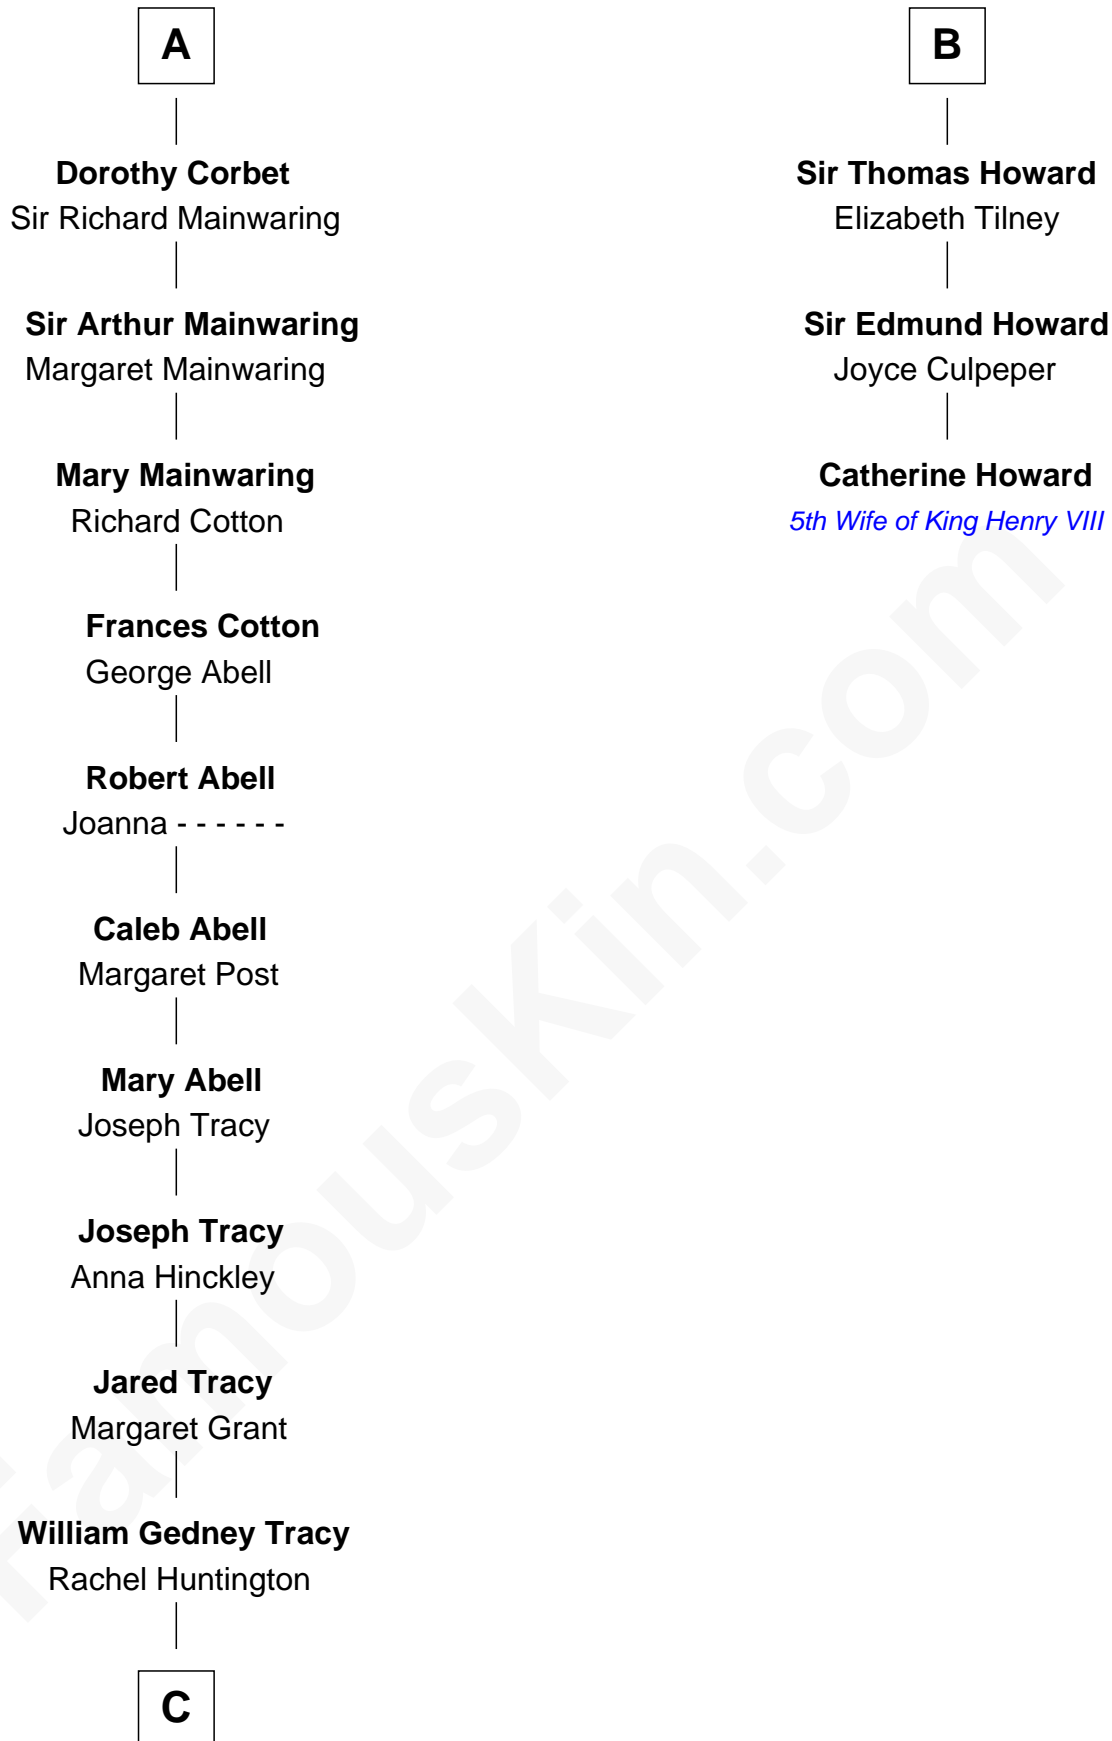 A
Dorothy Corbet
Sir Richard Mainwaring
Sir Arthur Mainwaring
Margaret Mainwaring
Mary Mainwaring
Richard Cotton
Frances Cotton
George Abell
Robert Abell
Joanna - - - - - -
Caleb Abell
Margaret Post
Mary Abell
Joseph Tracy
Joseph Tracy
Anna Hinckley
Jared Tracy
Margaret Grant
William Gedney Tracy
Rachel Huntington
C
B
Sir Thomas Howard
Elizabeth Tilney
Sir Edmund Howard
Joyce Culpeper
Catherine Howard
5th Wife of King Henry VIII
FamousKin.com